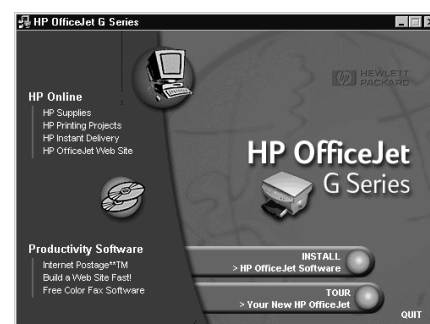 HP OfficeJet G Series
HEWLETT
PACKARD
HP Online
HP Supplies
HP Printing Projects
HP Instant Delivery
HP OfficeJet Web Site
HP OfficeJet
G Series
Productivity Software
Internet Postage**TM
Build a Web Site Fast!
Free Color Fax Software
INSTALL
> HP OfficeJet Software
TOUR
> Your New HP OfficeJet
QUIT